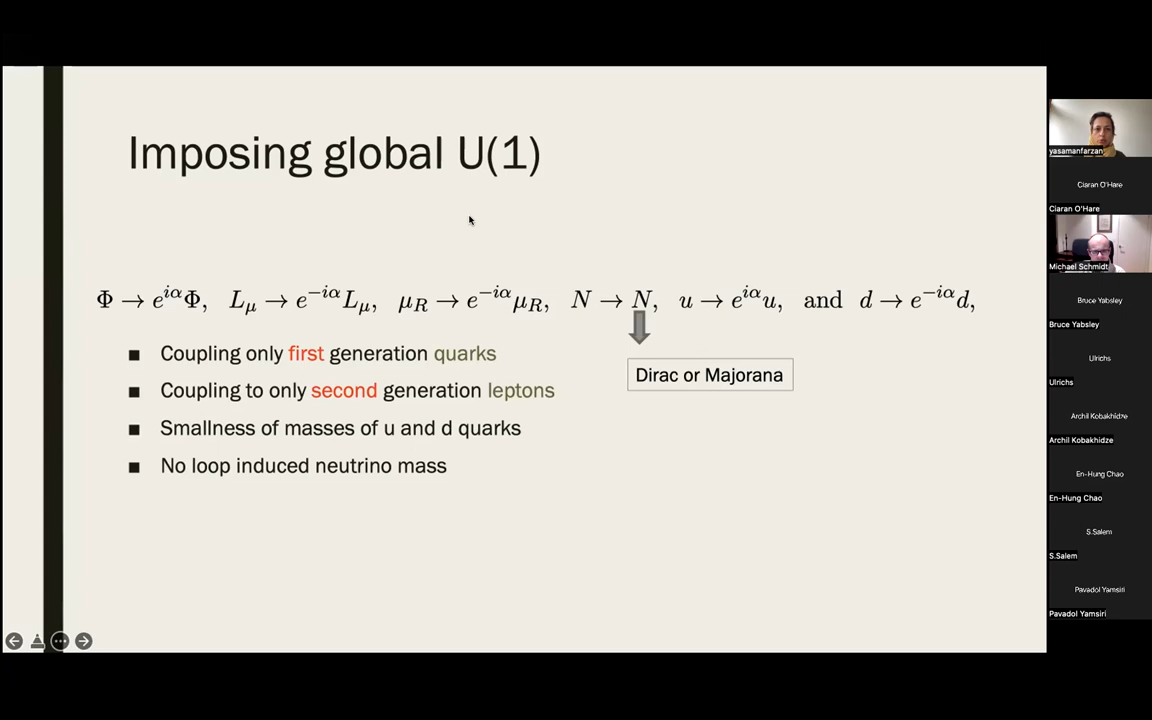 Imposing global U(1)
Φ → e^{iα}Φ, L_μ → e^{−iα}L_μ, μ_R → e^{−iα}μ_R, N → N, u → e^{iα}u, and d → e^{−iα}d,
Dirac or Majorana
■ Coupling only first generation quarks
■ Coupling to only second generation leptons
■ Smallness of masses of u and d quarks
■ No loop induced neutrino mass
yasamanfarzan
Ciaran O'Hare
Ciaran O'Hare
Michael Schmidt
Bruce Yabsley
Bruce Yabsley
Ulrichs
Ulrichs
Archil Kobakhidze
Archil Kobakhidze
En-Hung Chao
En-Hung Chao
S.Salem
S.Salem
Pavadol Yamsiri
Pavadol Yamsiri